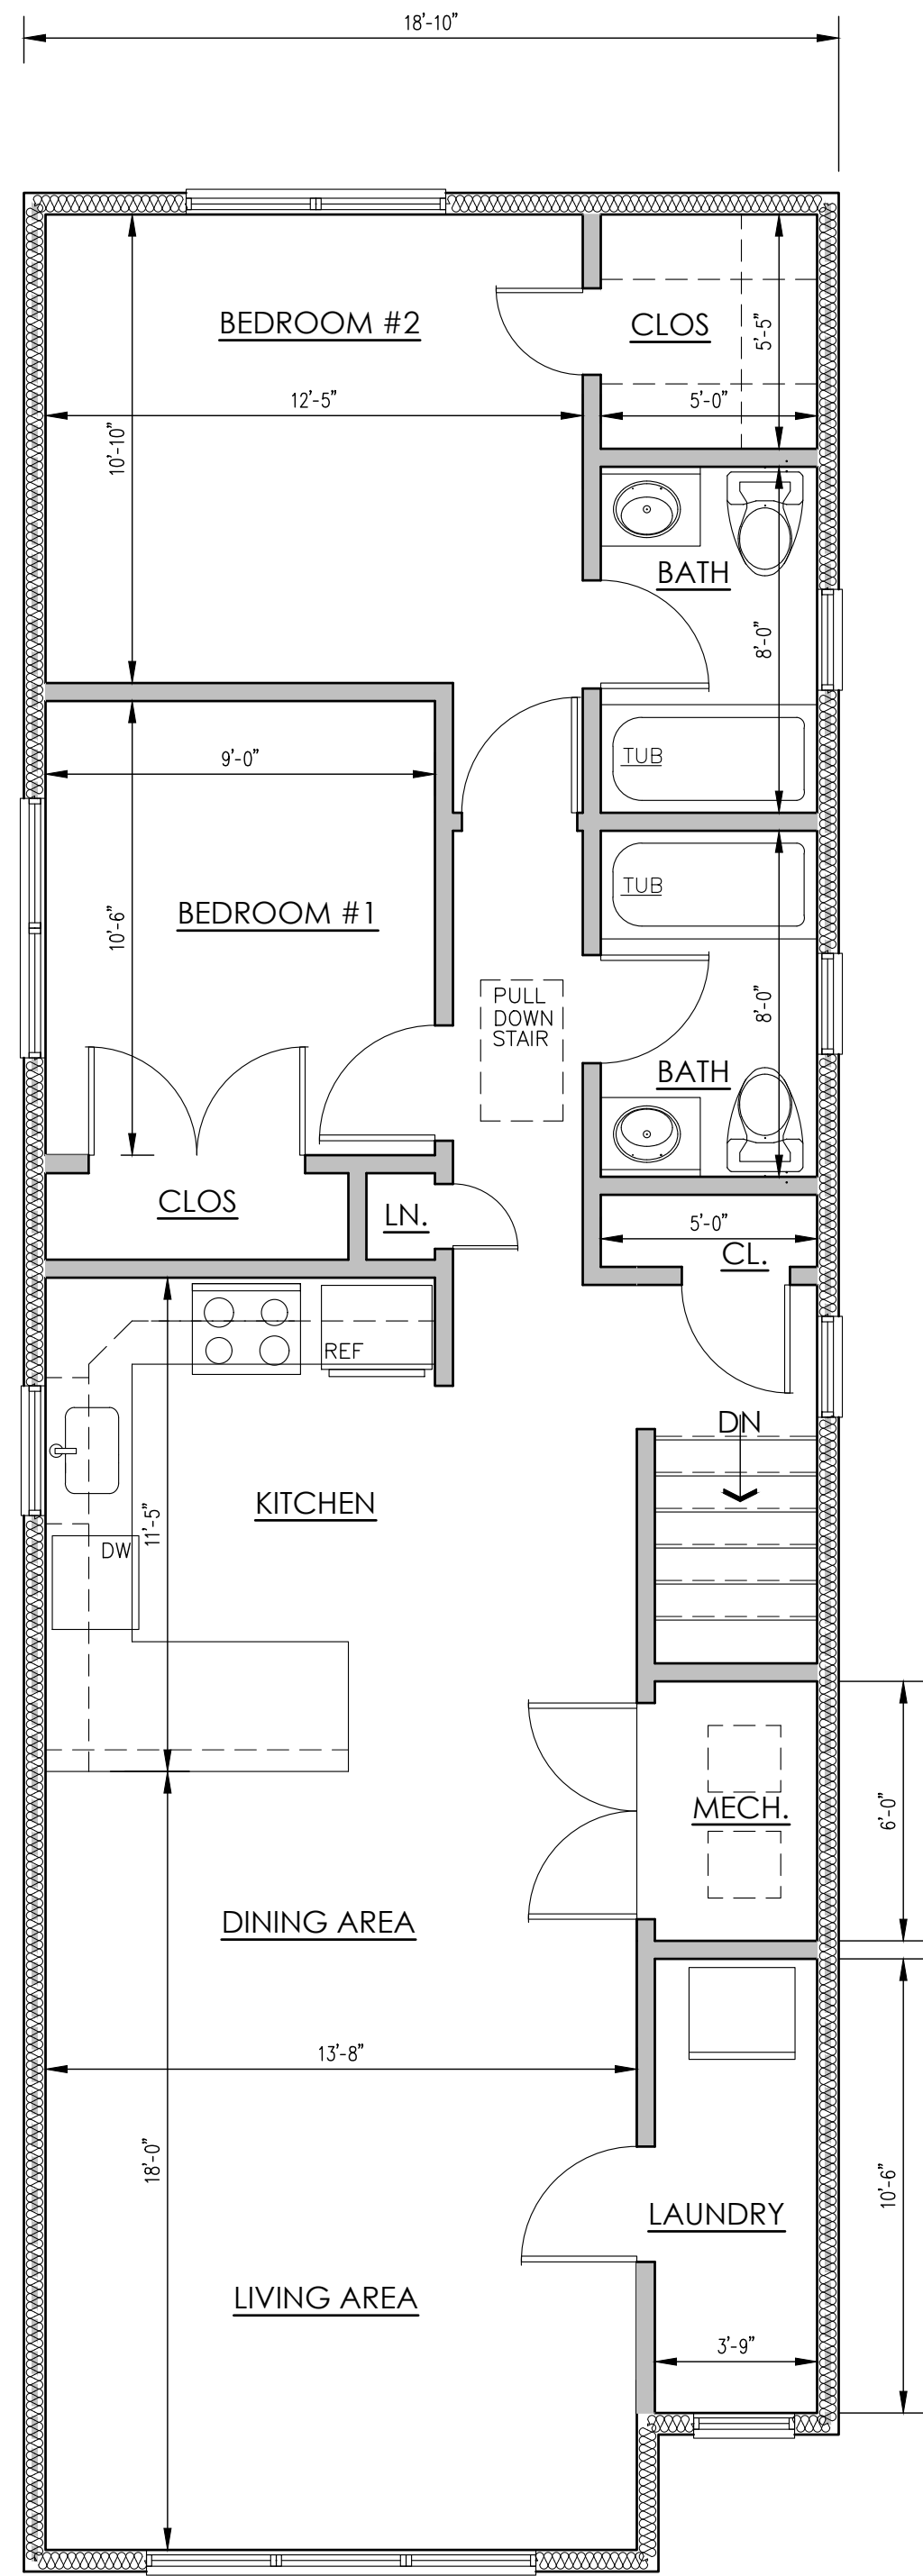 18'-10"
BEDROOM #2
CLOS
5'-5"
12'-5"
5'-0"
10'-10"
BATH
8'-0"
TUB
9'-0"
TUB
BEDROOM #1
10'-6"
PULL
DOWN
STAIR
8'-0"
BATH
CLOS
LN.
5'-0"
CL.
REF
DN
KITCHEN
11'-5"
DW
MECH.
6'-0"
DINING AREA
13'-8"
18'-0"
10'-6"
LAUNDRY
LIVING AREA
3'-9"